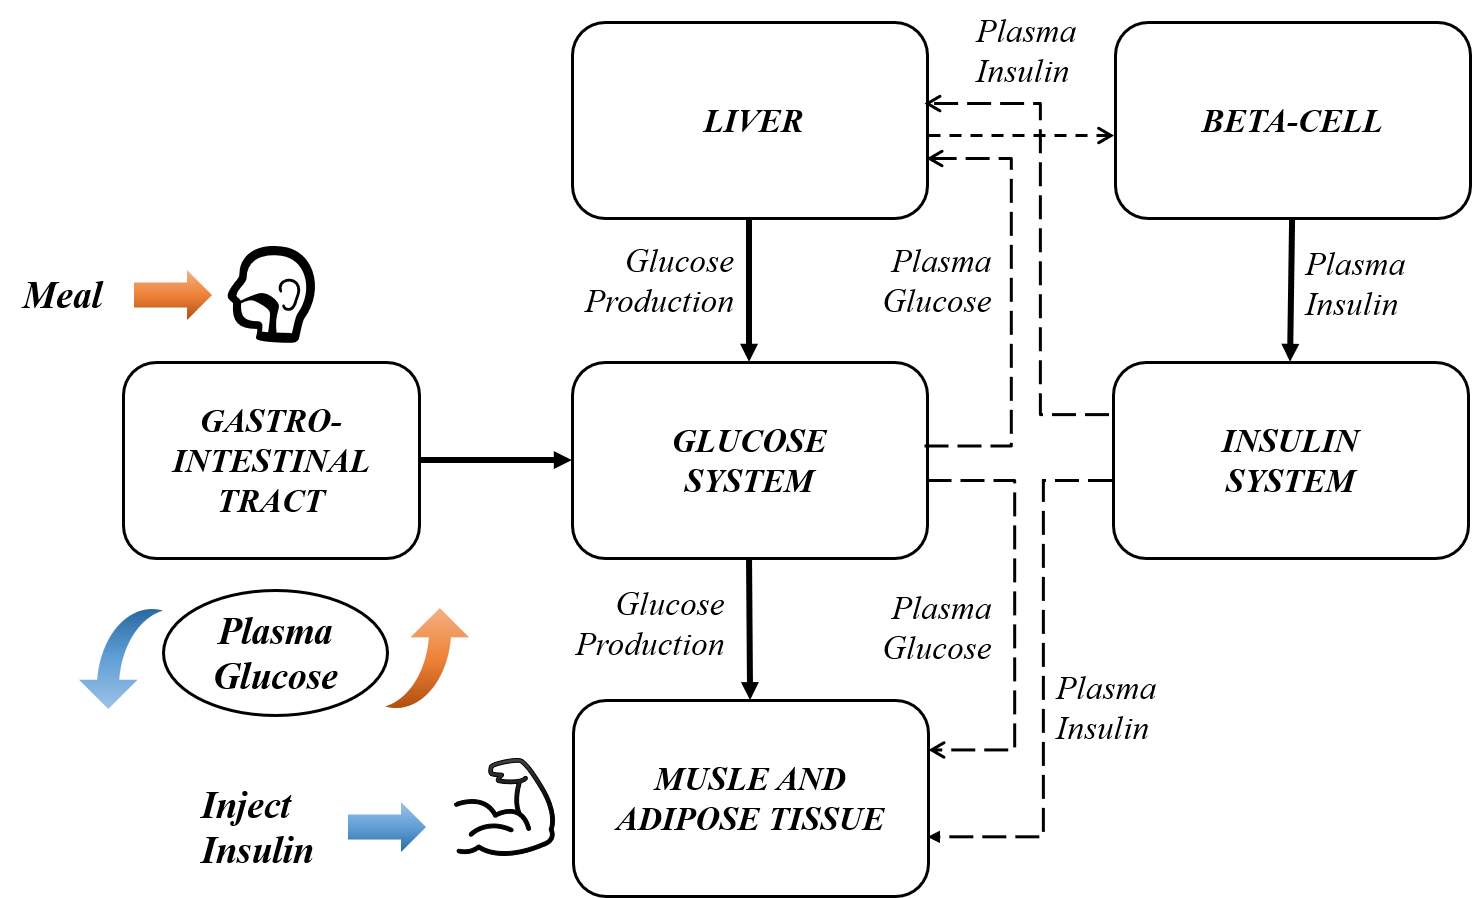 Plasma
Insulin
LIVER
BETA-CELL
Glucose
Production
Plasma
Glucose
Plasma
Insulin
Meal
GASTRO-
INTESTINAL
TRACT
GLUCOSE
SYSTEM
INSULIN
SYSTEM
Plasma
Glucose
Glucose
Production
Plasma
Glucose
Plasma
Insulin
Inject
Insulin
MUSLE AND
ADIPOSE TISSUE